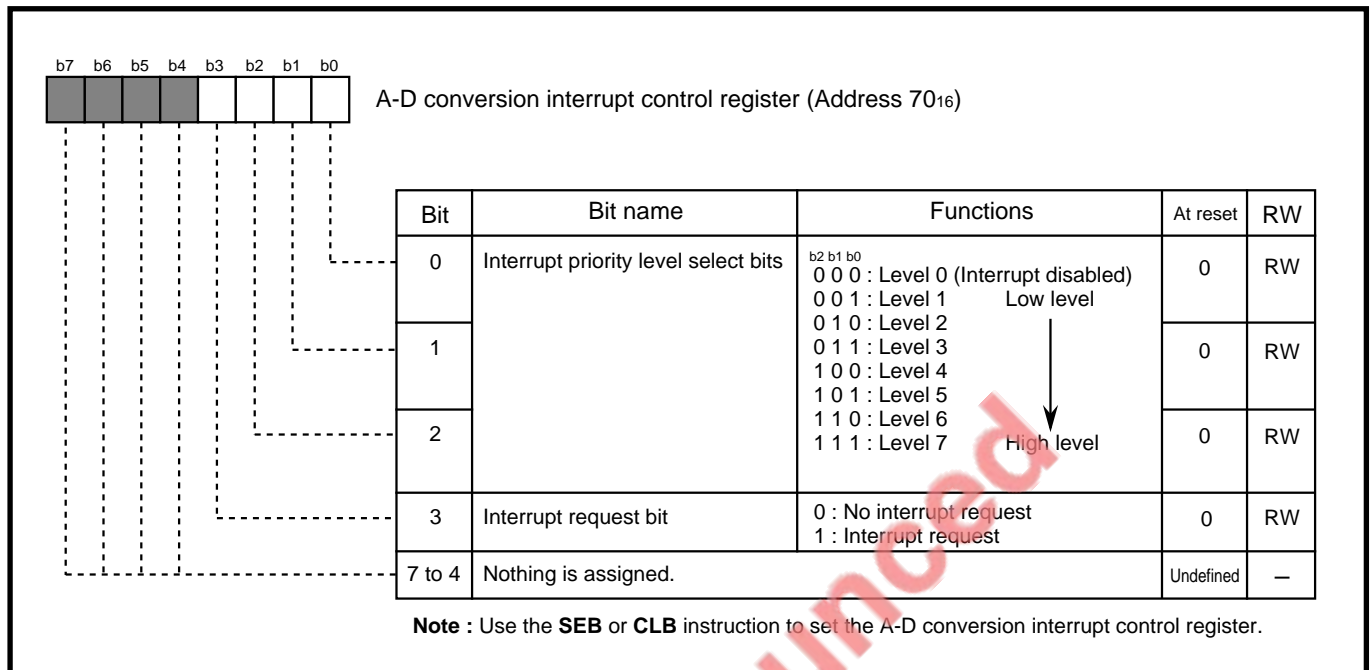 b7 b6 b5 b4 b3 b2 b1 b0
A-D conversion interrupt control register (Address 7016)
Bit Bit name Functions At reset RW
0 Interrupt priority level select bits b2 b1 b0 0 RW
0 0 0 : Level 0 (Interrupt disabled)
0 0 1 : Level 1 Low level
0 1 0 : Level 2
1 0 1 1 : Level 3 0 RW
1 0 0 : Level 4
1 0 1 : Level 5
2 1 1 0 : Level 6 0 RW
1 1 1 : Level 7 High level
3 Interrupt request bit 0 : No interrupt request 0 RW
1 : Interrupt request
7 to 4 Nothing is assigned. Undefined –
Note : Use the SEB or CLB instruction to set the A-D conversion interrupt control register.
unced